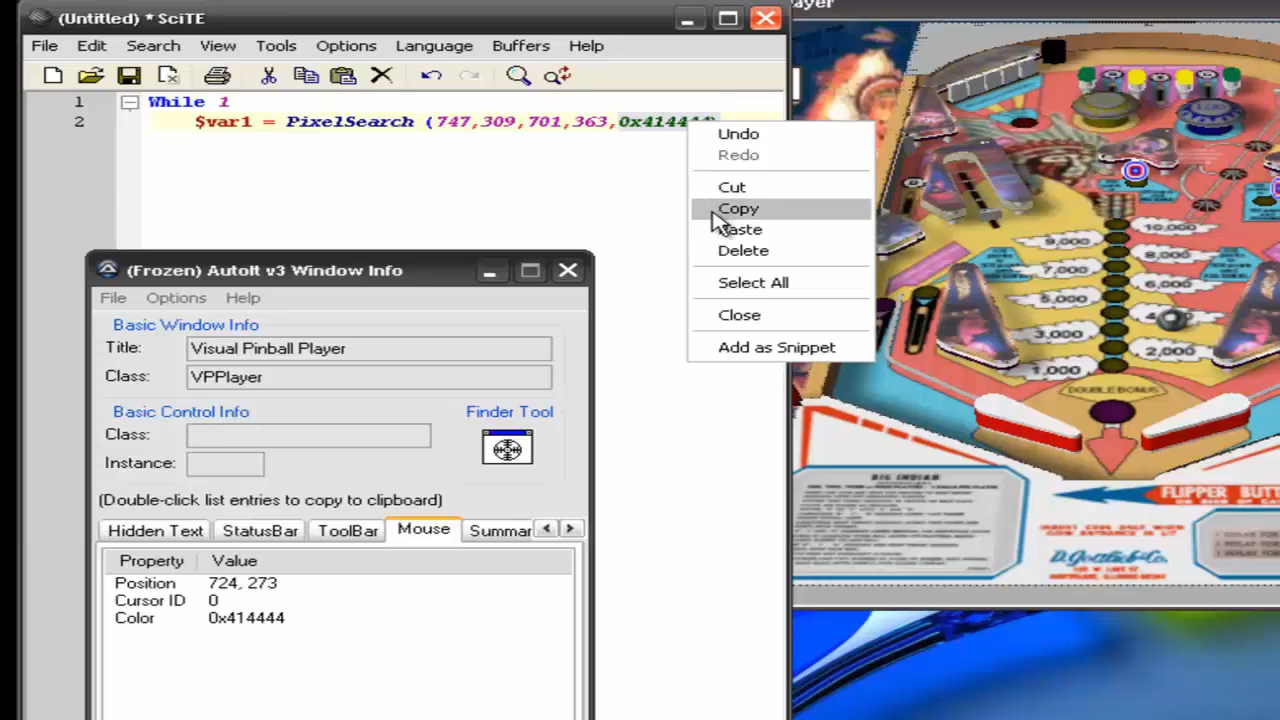 (Untitled) * SciTE
File Edit Search View Tools Options Language Buffers Help
1 While 1
2 $var1 = PixelSearch (747,309,701,363,0x414444)
Undo
Redo
Cut
Copy
Paste
Delete
Select All
Close
Add as Snippet
(Frozen) AutoIt v3 Window Info
File Options Help
Basic Window Info
Title: Visual Pinball Player
Class: VPPlayer
Basic Control Info
Finder Tool
Class:
Instance:
(Double-click list entries to copy to clipboard)
Hidden Text StatusBar ToolBar Mouse Summar
Property Value
Position 724, 273
Cursor ID 0
Color 0x414444
ayer
10,000
9,000
8,000
7,000
6,000
5,000
3,000
2,000
1,000
DOUBLE BONUS
BIG INDIAN
FLIPPER BUTT
INSERT COIN ONLY WHEN
D. Gottlieb & Co.